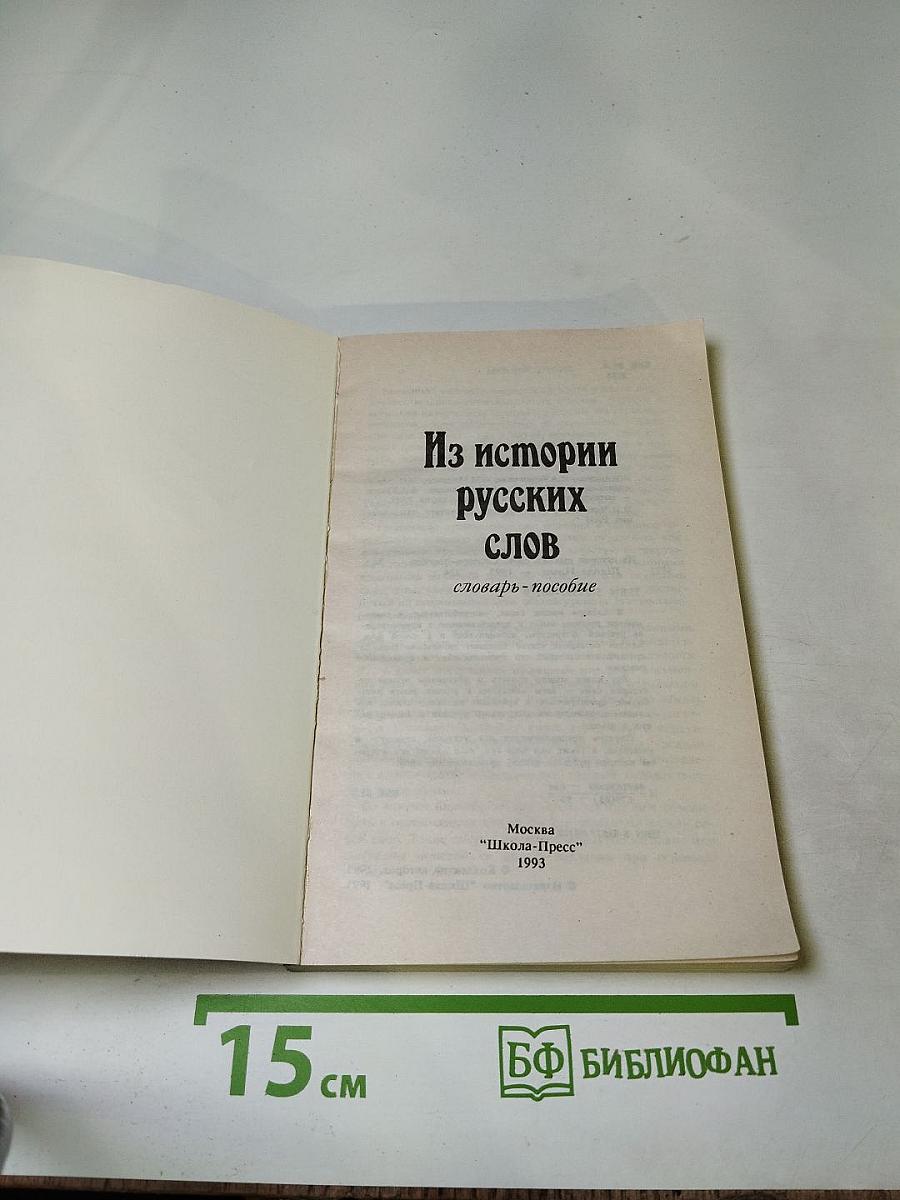 Из истории
русских
слов
словарь-пособие
Москва
"Школа-Пресс"
1993
15 см
БФ БИБЛИОФАН